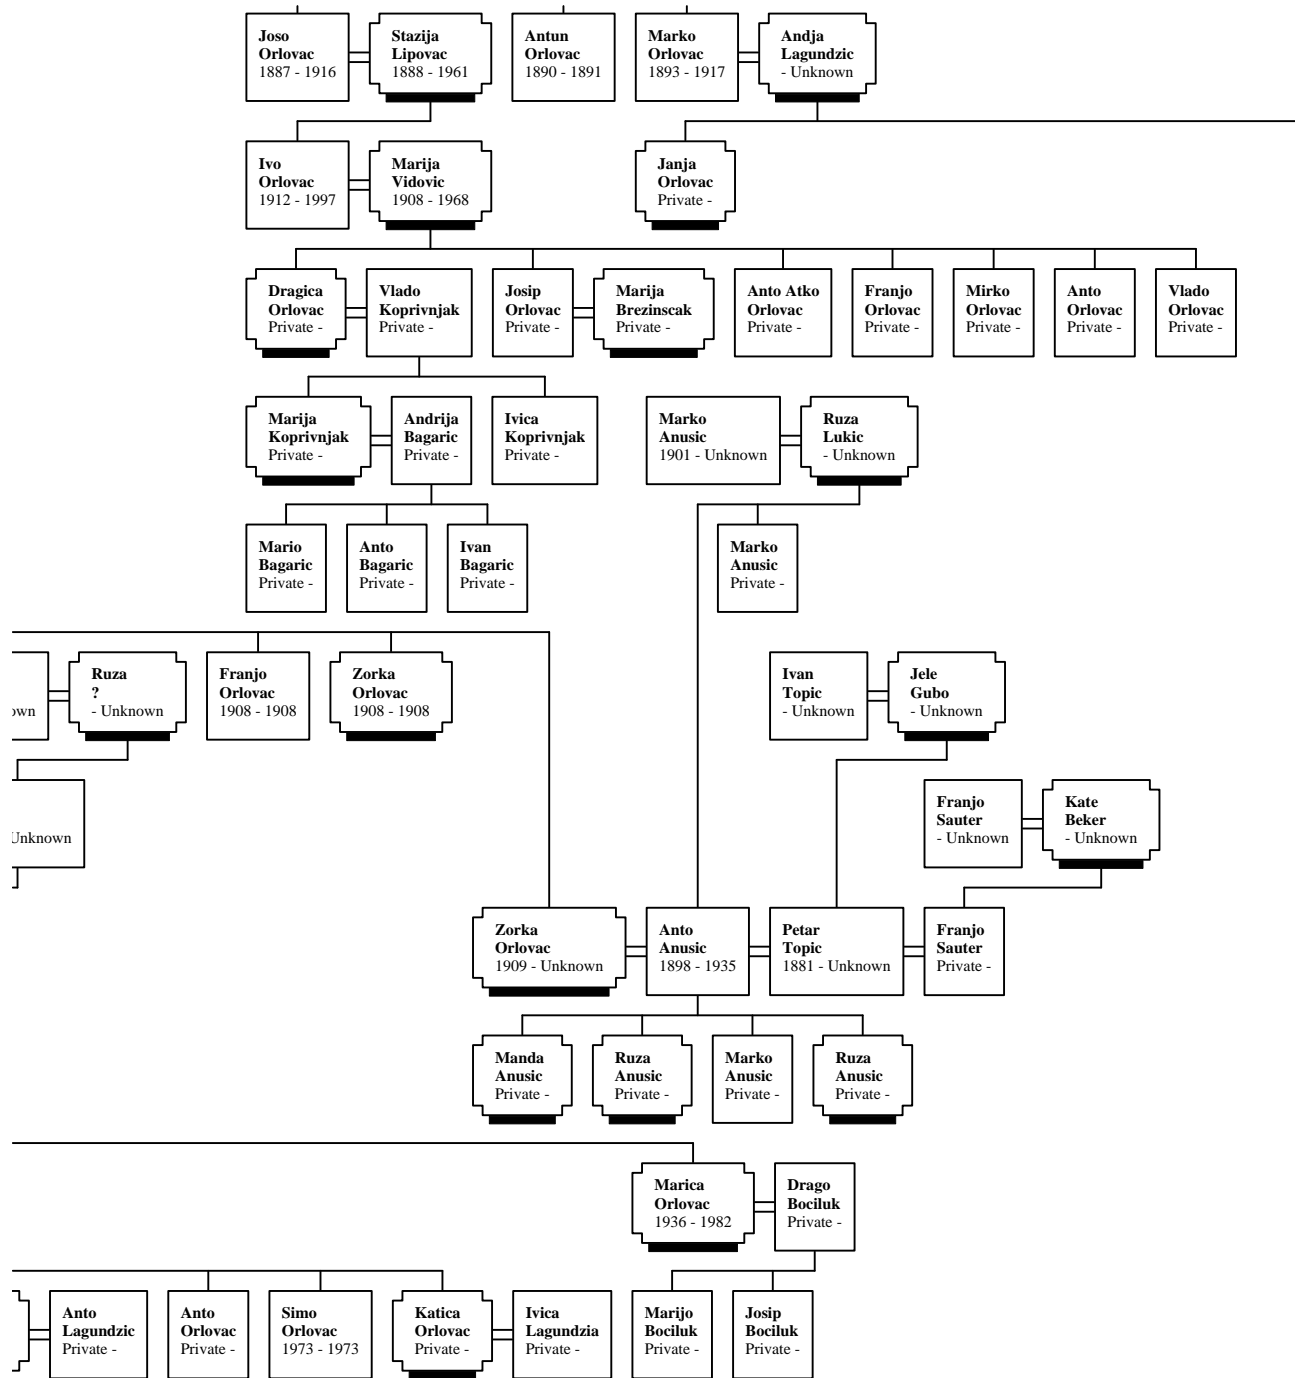 Joso
Orlovac
1887 - 1916
Stazija
Lipovac
1888 - 1961
Antun
Orlovac
1890 - 1891
Marko
Orlovac
1893 - 1917
Andja
Lagundzic
- Unknown
Ivo
Orlovac
1912 - 1997
Marija
Vidovic
1908 - 1968
Janja
Orlovac
Private -
Dragica
Orlovac
Private -
Vlado
Koprivnjak
Private -
Josip
Orlovac
Private -
Marija
Brezinscak
Private -
Anto Atko
Orlovac
Private -
Franjo
Orlovac
Private -
Mirko
Orlovac
Private -
Anto
Orlovac
Private -
Vlado
Orlovac
Private -
Marija
Koprivnjak
Private -
Andrija
Bagaric
Private -
Ivica
Koprivnjak
Private -
Marko
Anusic
1901 - Unknown
Ruza
Lukic
- Unknown
Mario
Bagaric
Private -
Anto
Bagaric
Private -
Ivan
Bagaric
Private -
Marko
Anusic
Private -
own
Ruza
?
- Unknown
Franjo
Orlovac
1908 - 1908
Zorka
Orlovac
1908 - 1908
Ivan
Topic
- Unknown
Jele
Gubo
- Unknown
Unknown
Franjo
Sauter
- Unknown
Kate
Beker
- Unknown
Zorka
Orlovac
1909 - Unknown
Anto
Anusic
1898 - 1935
Petar
Topic
1881 - Unknown
Franjo
Sauter
Private -
Manda
Anusic
Private -
Ruza
Anusic
Private -
Marko
Anusic
Private -
Ruza
Anusic
Private -
Marica
Orlovac
1936 - 1982
Drago
Bociluk
Private -
Anto
Lagundzic
Private -
Anto
Orlovac
Private -
Simo
Orlovac
1973 - 1973
Katica
Orlovac
Private -
Ivica
Lagundzia
Private -
Marijo
Bociluk
Private -
Josip
Bociluk
Private -